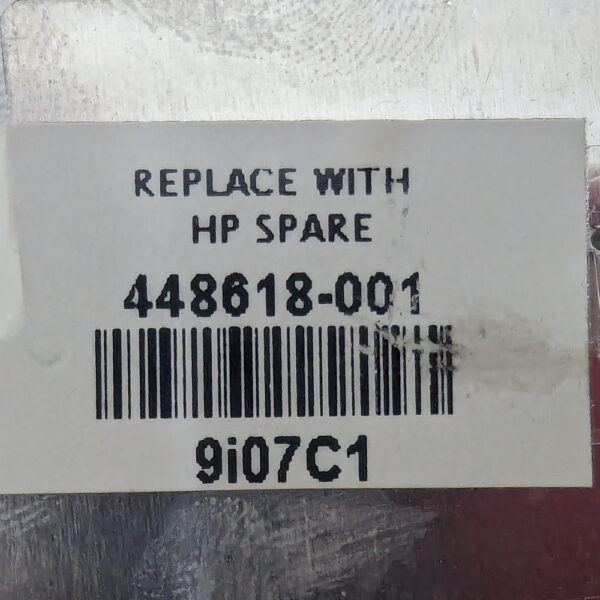 REPLACE WITH
HP SPARE
448618-001
9i07C1